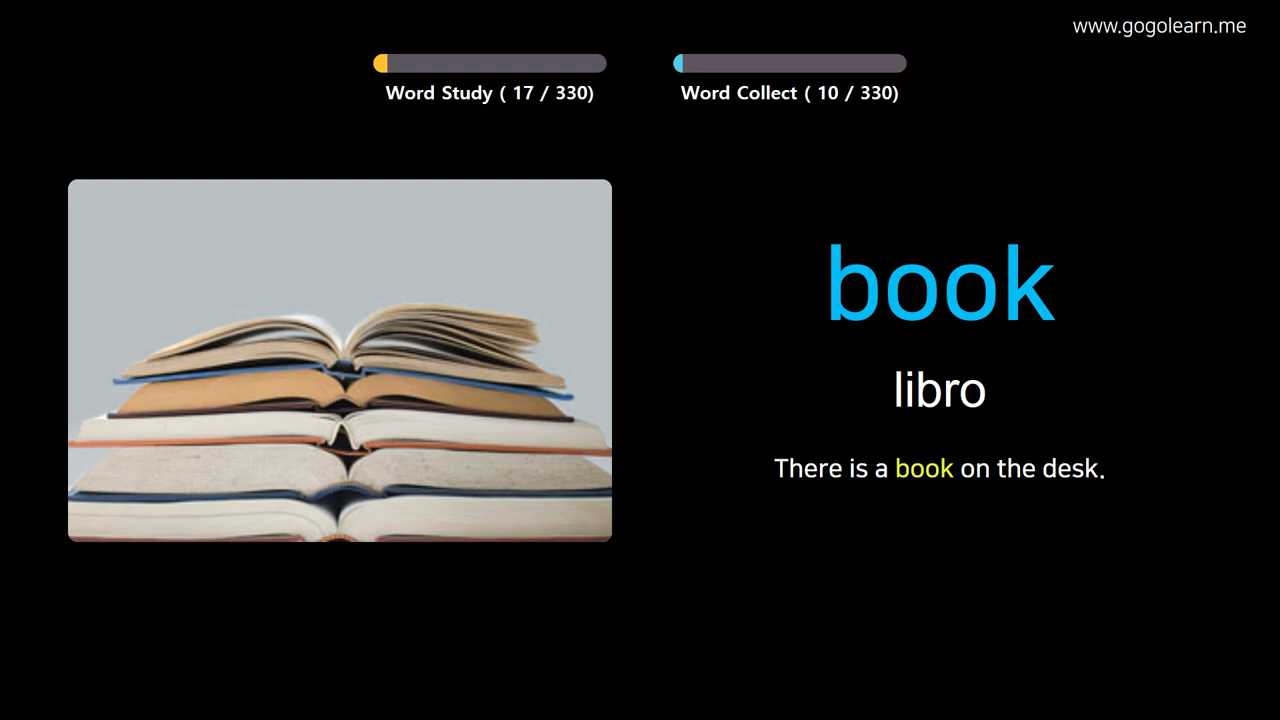 www.gogolearn.me
Word Study ( 17 / 330)
Word Collect ( 10 / 330)
book
libro
There is a book on the desk.